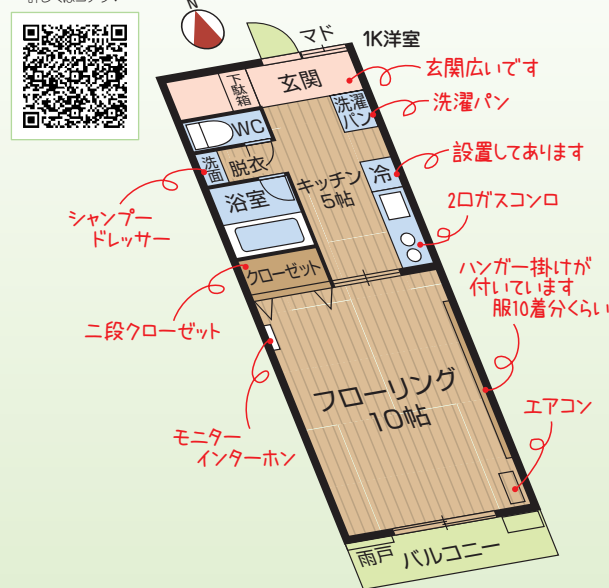 N
マド
1K洋室
玄関
下駄箱
玄関広いです
洗濯
パン
洗濯パン
WC
洗面
脱衣
キッチン
5帖
冷
設置してあります
浴室
2口ガスコンロ
シャンプー
ドレッサー
クローゼット
ハンガー掛けが
付いています
服10着分くらい
二段クローゼット
フローリング
10帖
エアコン
モニター
インターホン
雨戸
バルコニー